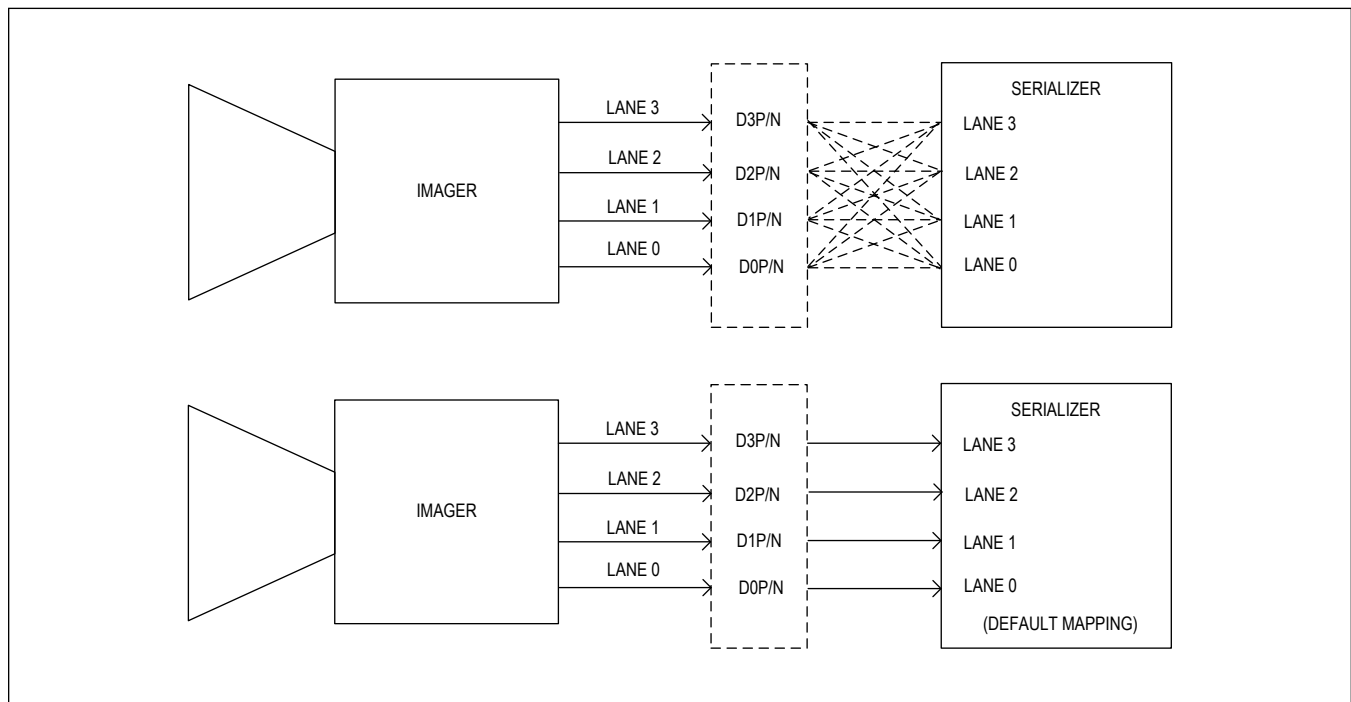 SERIALIZER
LANE 3
D3P/N
LANE 3
LANE 2
D2P/N
LANE 2
IMAGER
LANE 1
D1P/N
LANE 1
LANE 0
D0P/N
LANE 0
SERIALIZER
LANE 3
D3P/N
LANE 3
LANE 2
D2P/N
LANE 2
IMAGER
LANE 1
D1P/N
LANE 1
LANE 0
D0P/N
LANE 0
(DEFAULT MAPPING)